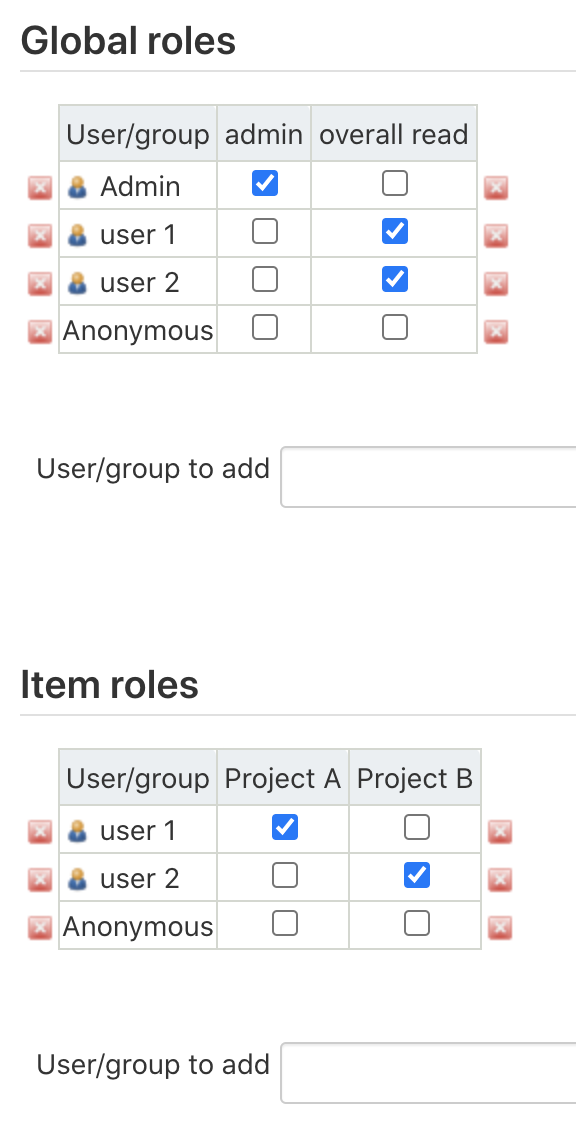 Global roles
User/group admin overall read
Admin
user 1
user 2
Anonymous
User/group to add
Item roles
User/group Project A Project B
user 1
user 2
Anonymous
User/group to add